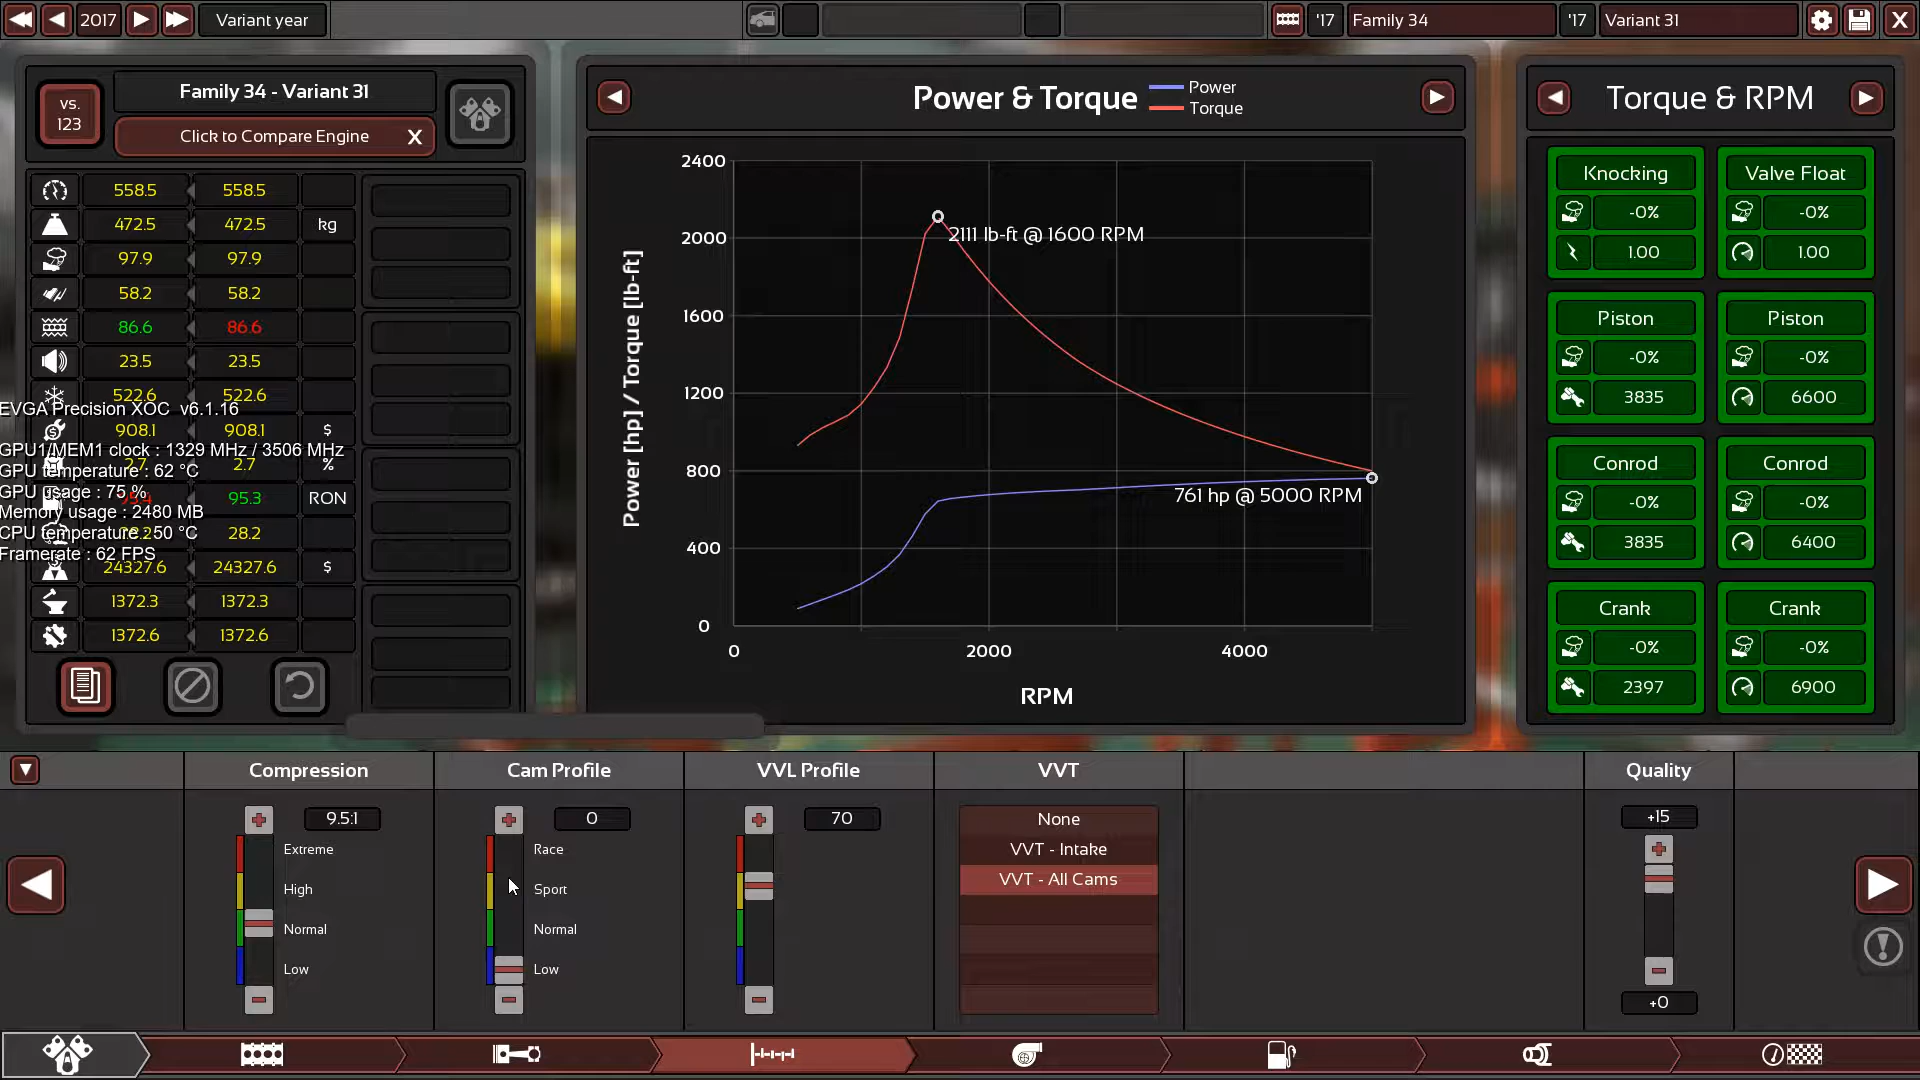 2017
Variant year
'17
Family 34
'17
Variant 31
vs.
123
Family 34 - Variant 31
Click to Compare Engine
X
558.5 558.5
472.5 472.5 kg
97.9 97.9
58.2 58.2
86.6 86.6
23.5 23.5
522.6 522.6
EVGA Precision XOC v6.1.16
908.1 908.1 $
GPU1/MEM1 clock : 1329 MHz / 3506 MHz
2.7 2.7 %
GPU temperature : 62 °C
GPU usage : 75 %
95.4 95.3 RON
Memory usage : 2480 MB
CPU temperature : 50 °C
28.2 28.2
Framerate : 62 FPS
24327.6 24327.6 $
1372.3 1372.3
1372.6 1372.6
Power & Torque
Power
Torque
Power [hp] / Torque [lb-ft]
2400
2000
1600
1200
800
400
0
2111 lb-ft @ 1600 RPM
761 hp @ 5000 RPM
0 2000 4000
RPM
Torque & RPM
Knocking Valve Float
-0% -0%
1.00 1.00
Piston Piston
-0% -0%
3835 6600
Conrod Conrod
-0% -0%
3835 6400
Crank Crank
-0% -0%
2397 6900
Compression
9.5:1
Extreme
High
Normal
Low
Cam Profile
0
Race
Sport
Normal
Low
VVL Profile
70
VVT
None
VVT - Intake
VVT - All Cams
Quality
+15
+0